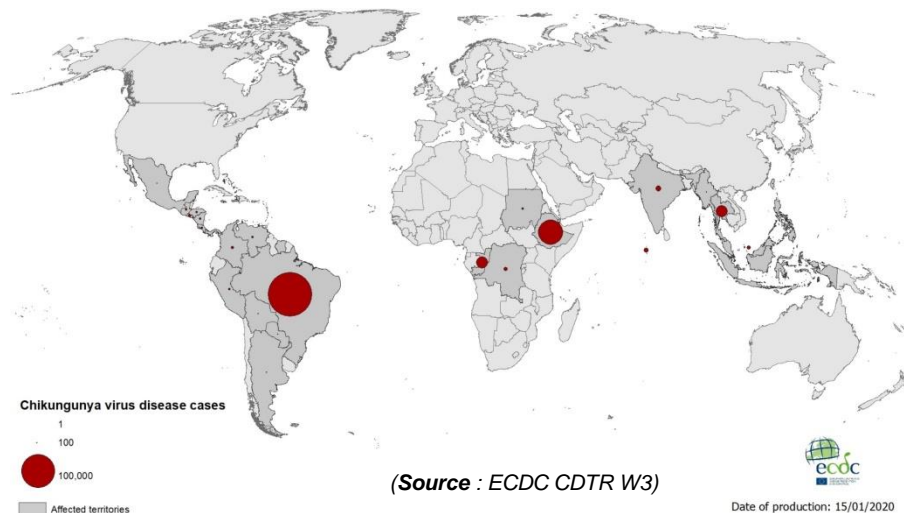 Chikungunya virus disease cases
1
100
100,000
Affected territories
(Source : ECDC CDTR W3)
ecdc
Date of production: 15/01/2020